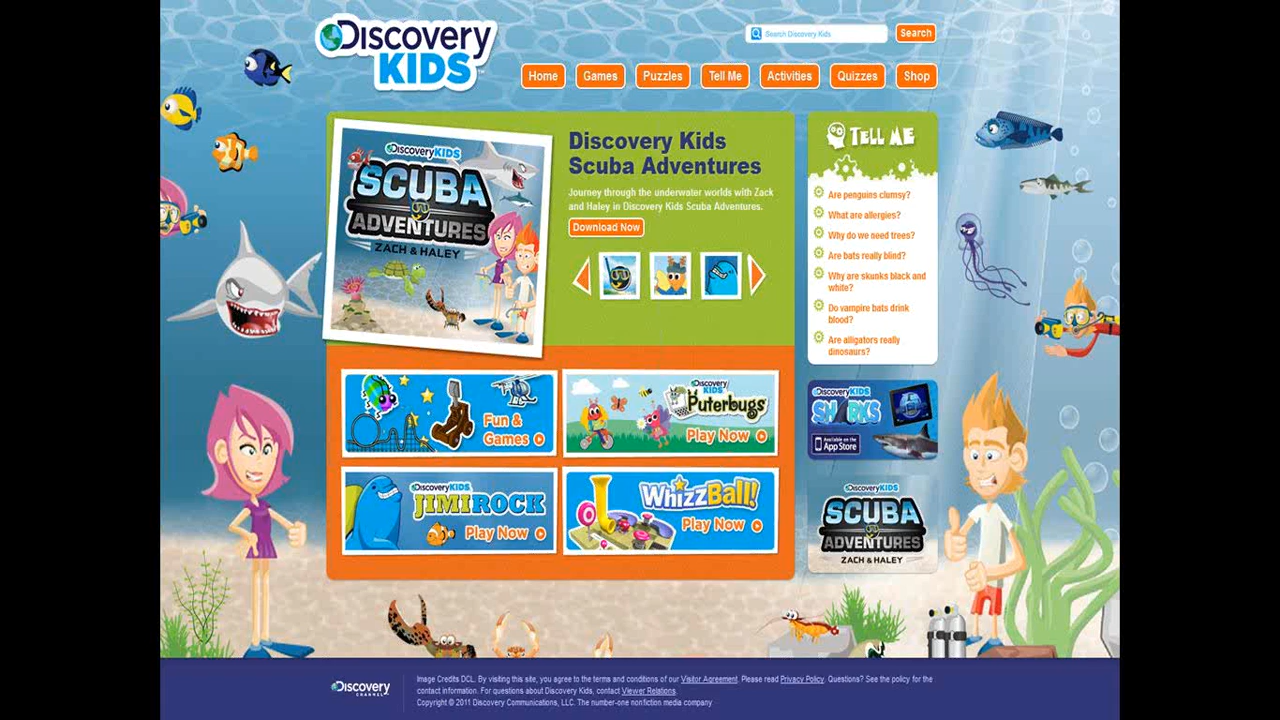 Discovery
KIDS
Search Discovery Kids
Search
Home
Games
Puzzles
Tell Me
Activities
Quizzes
Shop
Discovery KIDS
SCUBA
ADVENTURES
ZACH & HALEY
Discovery Kids
Scuba Adventures
Journey through the underwater worlds with Zack
and Haley in Discovery Kids Scuba Adventures.
Download Now
TELL ME
Are penguins clumsy?
What are allergies?
Why do we need trees?
Are bats really blind?
Why are skunks black and
white?
Do vampire bats drink
blood?
Are alligators really
dinosaurs?
Fun &
Games
Discovery
KIDS
Puterbugs
Play Now
Discovery KIDS
JIMI ROCK
Play Now
WHIZZBALL!
Play Now
Discovery KIDS
SHARKS
Available on the
App Store
Discovery KIDS
SCUBA
ADVENTURES
ZACH & HALEY
Discovery
CHANNEL
Image Credits DCL. By visiting this site, you agree to the terms and conditions of our Visitor Agreement. Please read Privacy Policy. Questions? See the policy for the
contact information. For questions about Discovery Kids, contact Viewer Relations.
Copyright © 2011 Discovery Communications, LLC. The number-one nonfiction media company